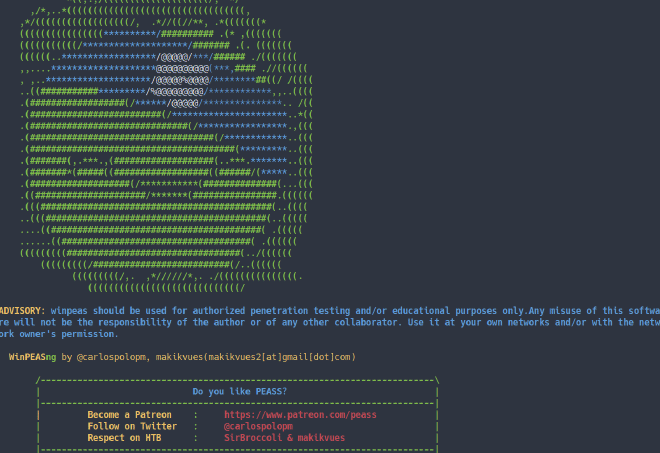 ADVISORY: winpeas should be used for authorized penetration testing and/or educational purposes only.Any misuse of this softwa
re will not be the responsibility of the author or of any other collaborator. Use it at your own networks and/or with the netw
ork owner's permission.
WinPEASng by @carlospolopm, makikvues(makikvues2[at]gmail[dot]com)
Do you like PEASS?
Become a Patreon : https://www.patreon.com/peass
Follow on Twitter : @carlospolopm
Respect on HTB : SirBroccoli & makikvues